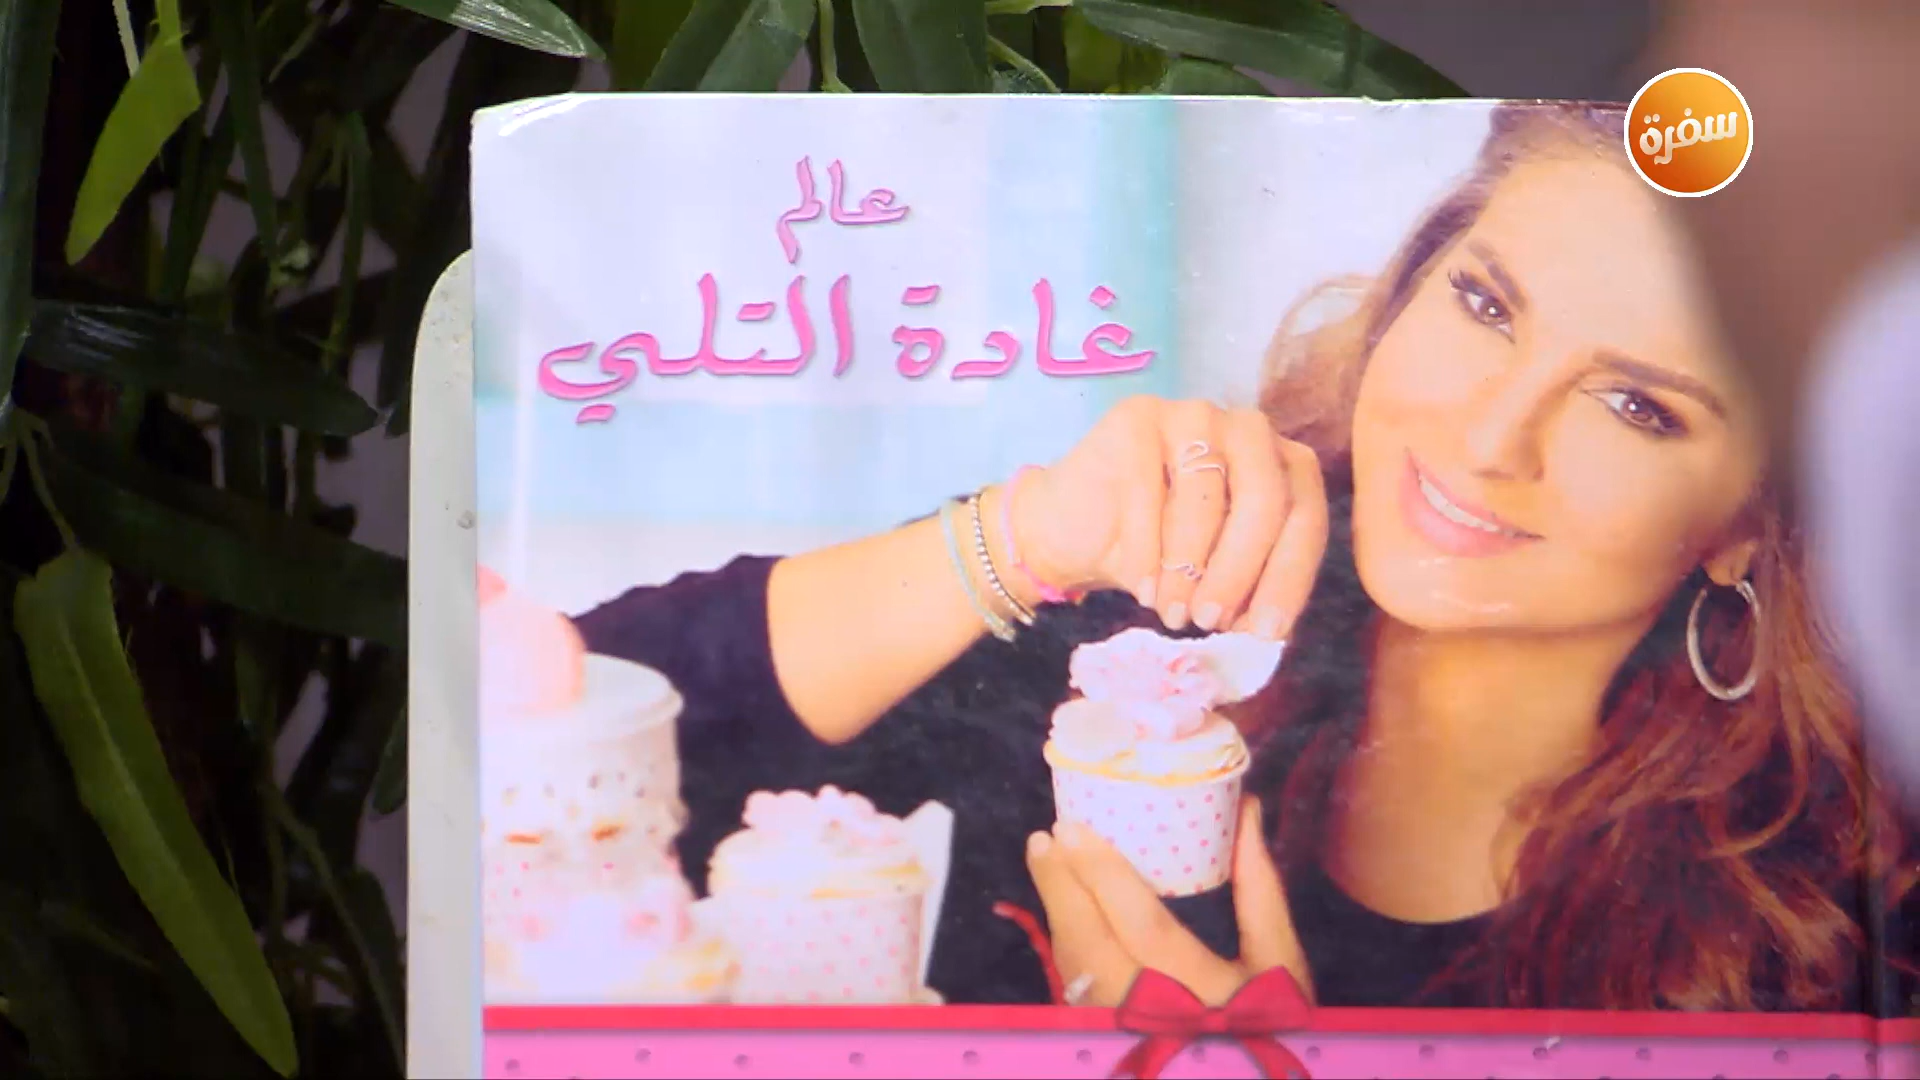 سفرة
عالم
غادة التلي